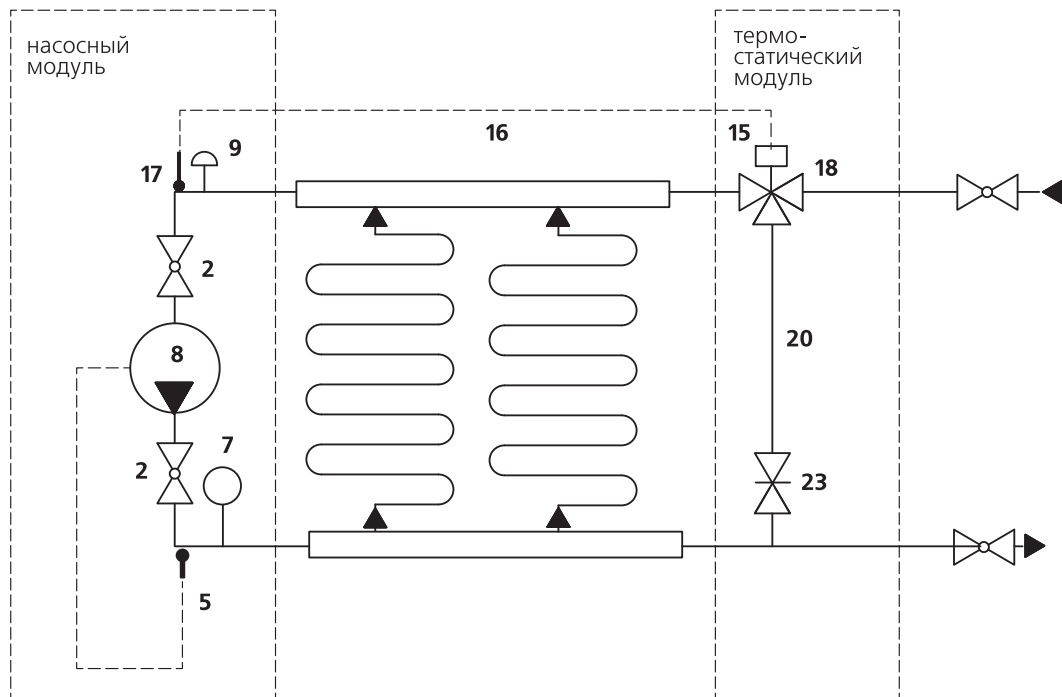 насосный
модуль
термо-
статический
модуль
16
15
9
17
18
2
20
8
7
2
23
5